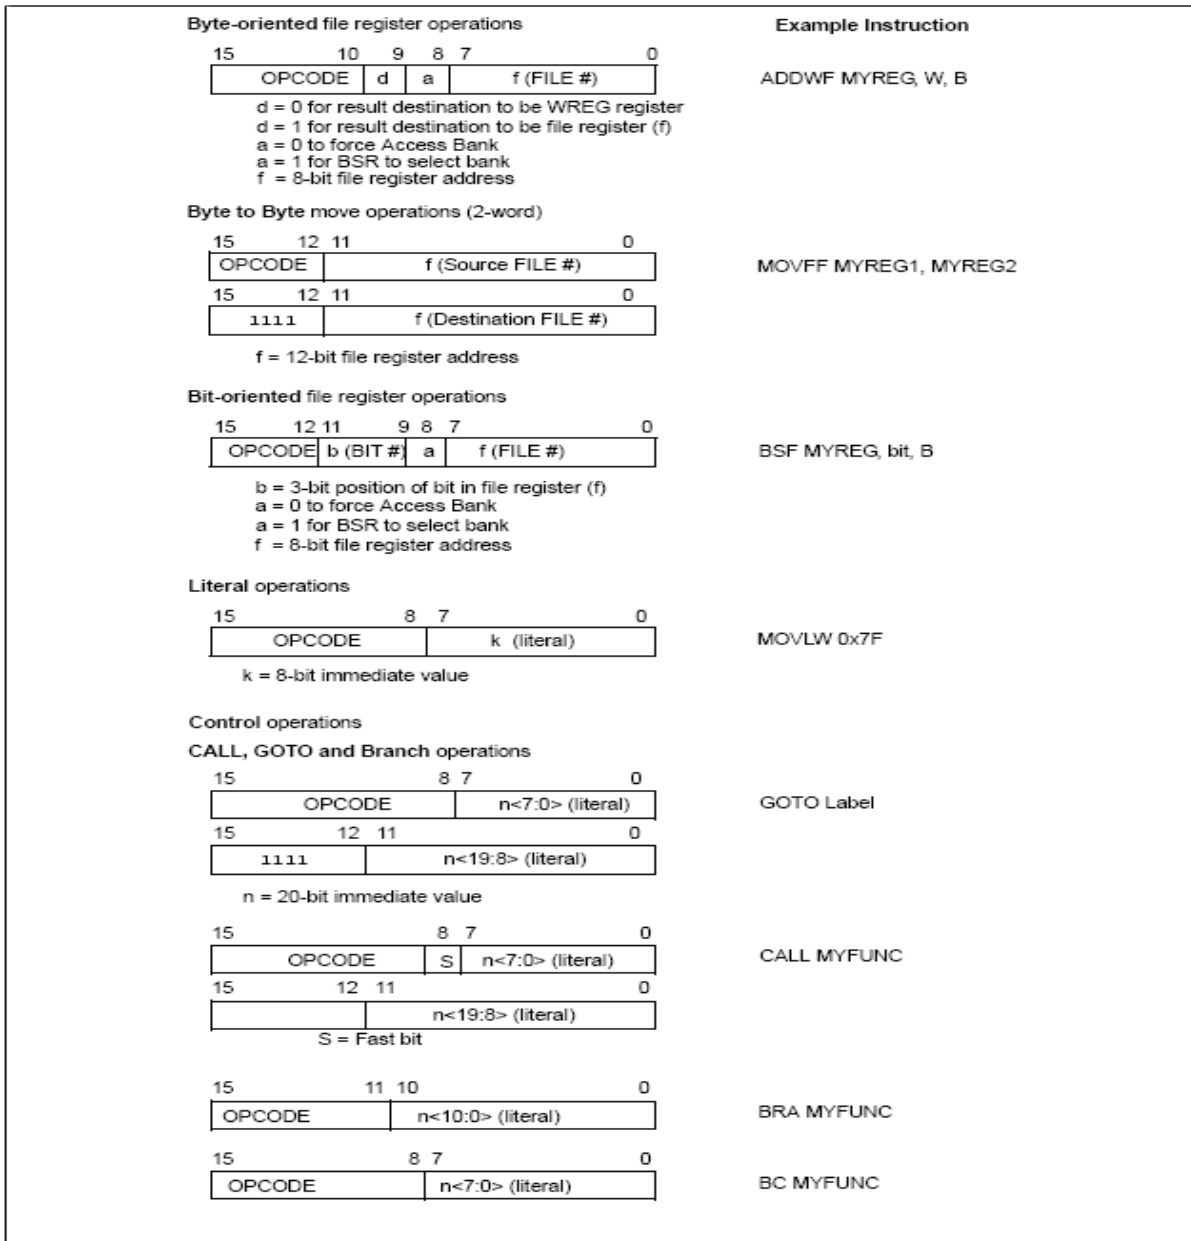 Byte-oriented file register operations Example Instruction
15 10 9 8 7 0
OPCODE d a f (FILE #) ADDWF MYREG, W, B
d = 0 for result destination to be WREG register
d = 1 for result destination to be file register (f)
a = 0 to force Access Bank
a = 1 for BSR to select bank
f = 8-bit file register address
Byte to Byte move operations (2-word)
15 12 11 0
OPCODE f (Source FILE #) MOVFF MYREG1, MYREG2
15 12 11 0
1111 f (Destination FILE #)
f = 12-bit file register address
Bit-oriented file register operations
15 12 11 9 8 7 0
OPCODE b (BIT #) a f (FILE #) BSF MYREG, bit, B
b = 3-bit position of bit in file register (f)
a = 0 to force Access Bank
a = 1 for BSR to select bank
f = 8-bit file register address
Literal operations
15 8 7 0
OPCODE k (literal) MOVLW 0x7F
k = 8-bit immediate value
Control operations
CALL, GOTO and Branch operations
15 8 7 0
OPCODE n<7:0> (literal) GOTO Label
15 12 11 0
1111 n<19:8> (literal)
n = 20-bit immediate value
15 8 7 0
OPCODE S n<7:0> (literal) CALL MYFUNC
15 12 11 0
n<19:8> (literal)
S = Fast bit
15 11 10 0
OPCODE n<10:0> (literal) BRA MYFUNC
15 8 7 0
OPCODE n<7:0> (literal) BC MYFUNC